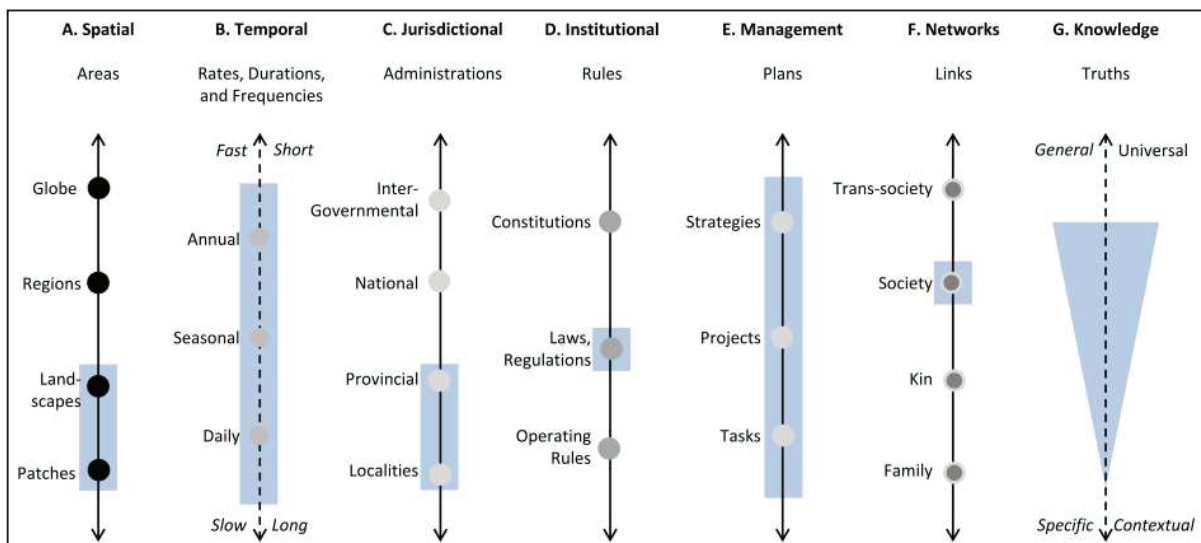 A. Spatial
B. Temporal
C. Jurisdictional
D. Institutional
E. Management
F. Networks
G. Knowledge
Areas
Rates, Durations,
and Frequencies
Administrations
Rules
Plans
Links
Truths
Globe
Regions
Land-
scapes
Patches
Fast Short
Annual
Seasonal
Daily
Slow Long
Inter-
Governmental
National
Provincial
Localities
Constitutions
Laws,
Regulations
Operating
Rules
Strategies
Projects
Tasks
Trans-society
Society
Kin
Family
General Universal
Specific Contextual